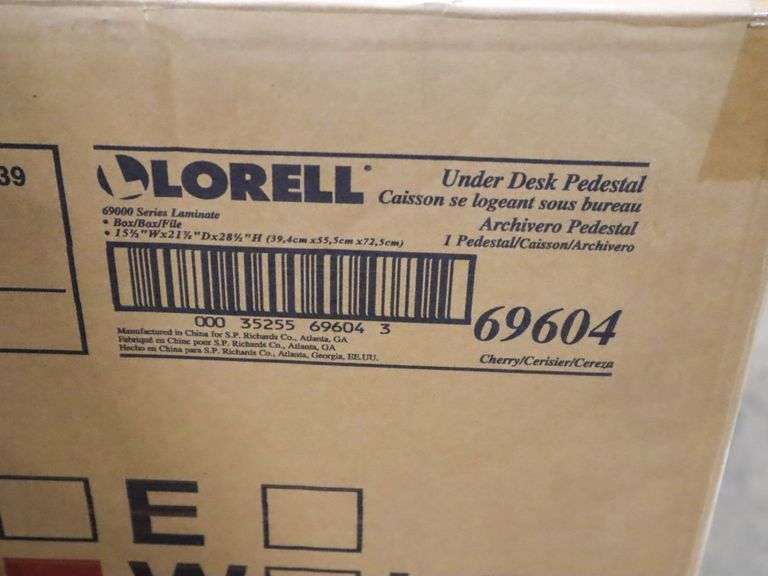 39
LORELL®
Under Desk Pedestal
Caisson se logeant sous bureau
Archivero Pedestal
1 Pedestal/Caisson/Archivero
69000 Series Laminate
• Box/Box/File
• 15½"Wx21⅞"Dx28½"H (39,4cm x55,5cm x72,5cm)
000 35255 69604 3
69604
Manufactured in China for S.P. Richards Co., Atlanta, GA
Fabriqué en Chine pour S.P. Richards Co., Atlanta, GA
Hecho en China para S.P. Richards Co., Atlanta, Georgia, EE.UU.
Cherry/Cerisier/Cereza
E
W